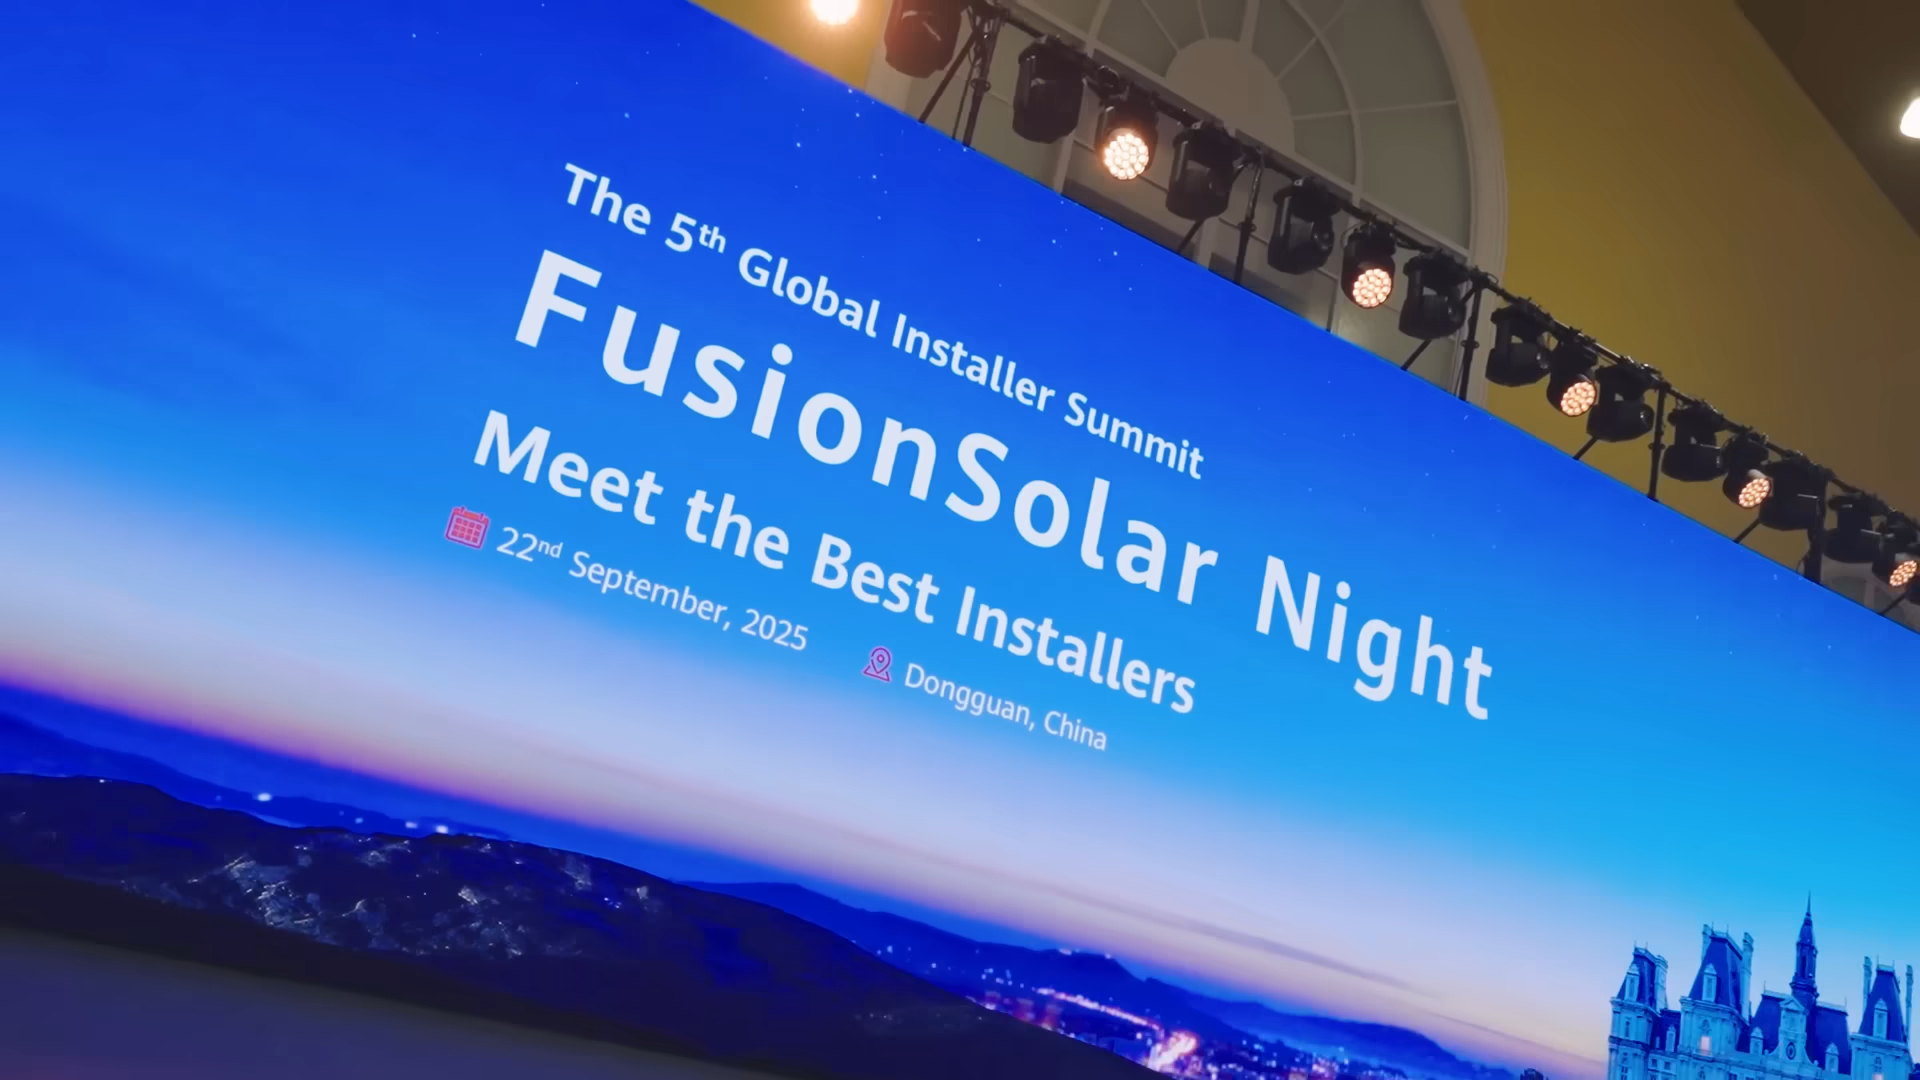 The 5th Global Installer Summit
FusionSolar Night
Meet the Best Installers
22nd September, 2025
Dongguan, China